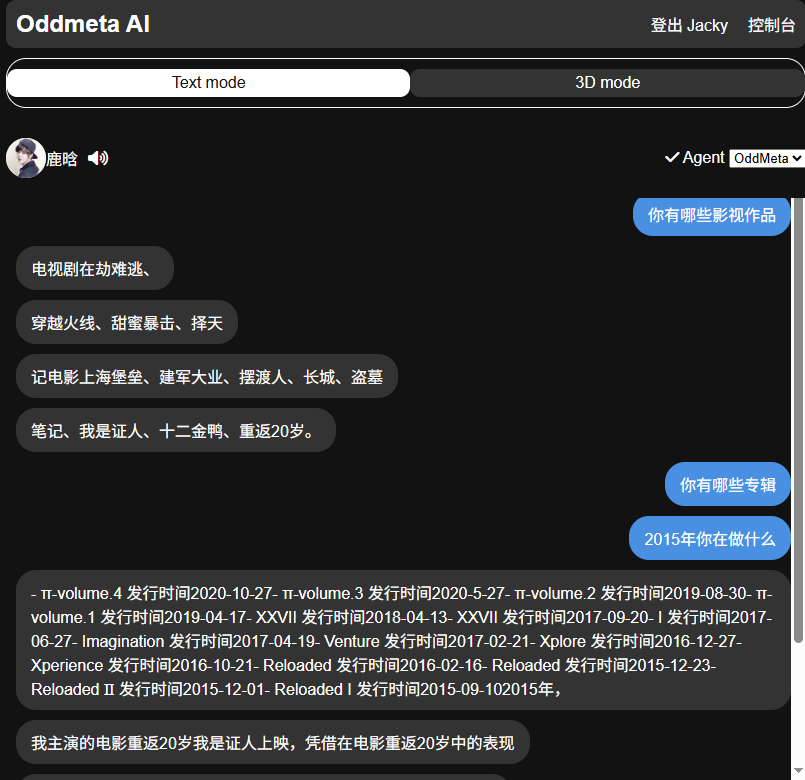 Oddmeta AI
登出 Jacky 控制台
Text mode 3D mode
鹿晗 Agent OddMeta
你有哪些影视作品
电视剧在劫难逃、
穿越火线、甜蜜暴击、择天
记电影上海堡垒、建军大业、摆渡人、长城、盗墓
笔记、我是证人、十二金鸭、重返20岁。
你有哪些专辑
2015年你在做什么
- π-volume.4 发行时间2020-10-27- π-volume.3 发行时间2020-5-27- π-volume.2 发行时间2019-08-30- π-
volume.1 发行时间2019-04-17- XXVII 发行时间2018-04-13- XXVII 发行时间2017-09-20- I 发行时间2017-
06-27- Imagination 发行时间2017-04-19- Venture 发行时间2017-02-21- Xplore 发行时间2016-12-27-
Xperience 发行时间2016-10-21- Reloaded 发行时间2016-02-16- Reloaded 发行时间2015-12-23-
Reloaded Ⅱ 发行时间2015-12-01- Reloaded I 发行时间2015-09-102015年，
我主演的电影重返20岁我是证人上映，凭借在电影重返20岁中的表现